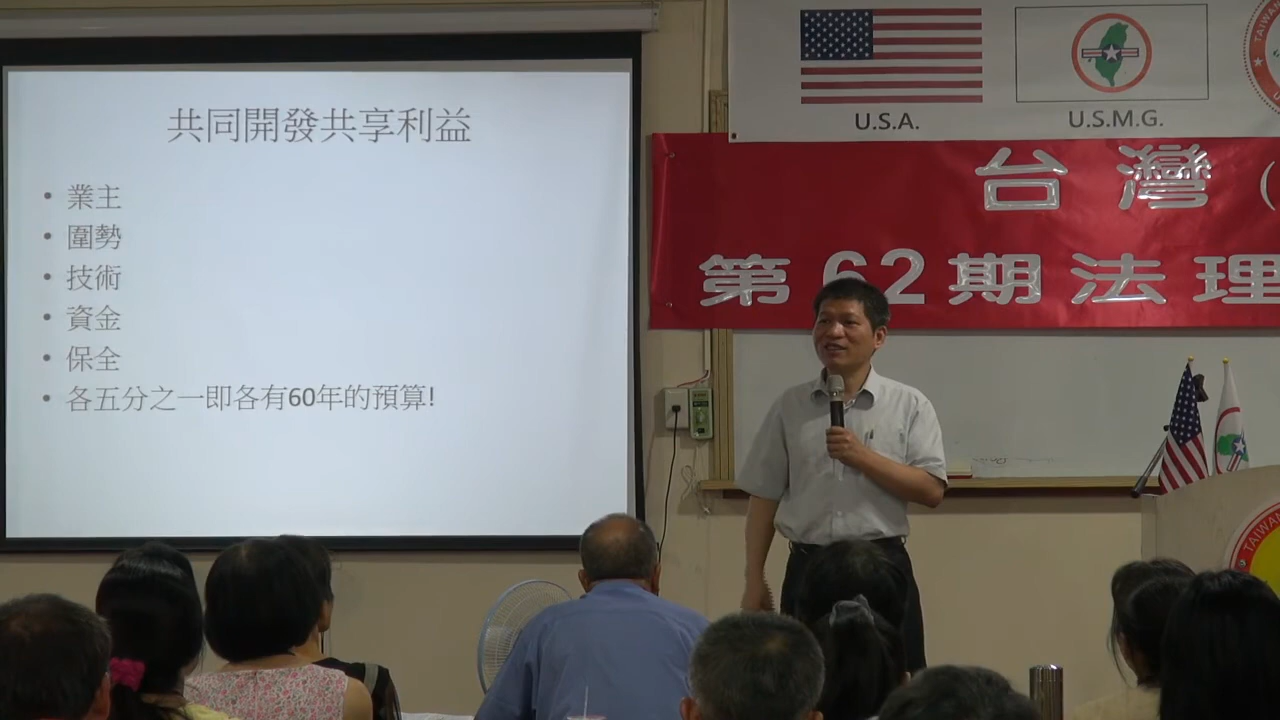 共同開發共享利益
• 業主
• 圍勢
• 技術
• 資金
• 保全
• 各五分之一即各有60年的預算!
U.S.A.
U.S.M.G.
TAIWAN
台灣(
第62期法理
TAIWAN